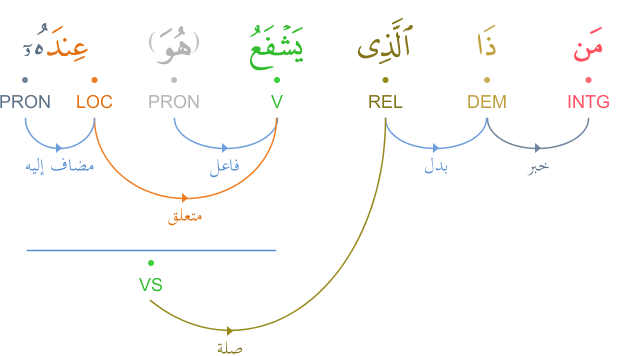 مَن ذَا ٱلَّذِى يَشْفَعُ (هُوَ) عِندَهُۥٓ
INTG DEM REL V PRON LOC PRON
خبر بدل فاعل مضاف إليه
متعلق
VS
صلة